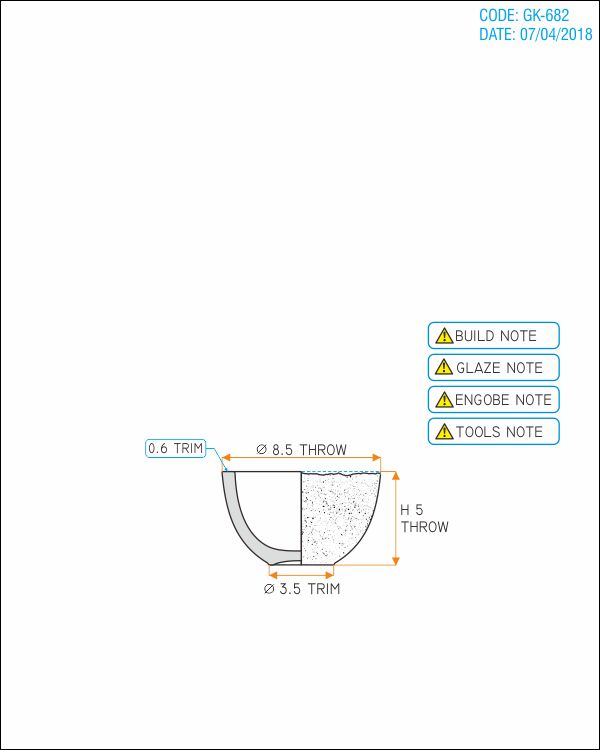 CODE: GK-682
DATE: 07/04/2018
BUILD NOTE
GLAZE NOTE
ENGOBE NOTE
TOOLS NOTE
0.6 TRIM
⌀ 8.5 THROW
H 5
THROW
⌀ 3.5 TRIM